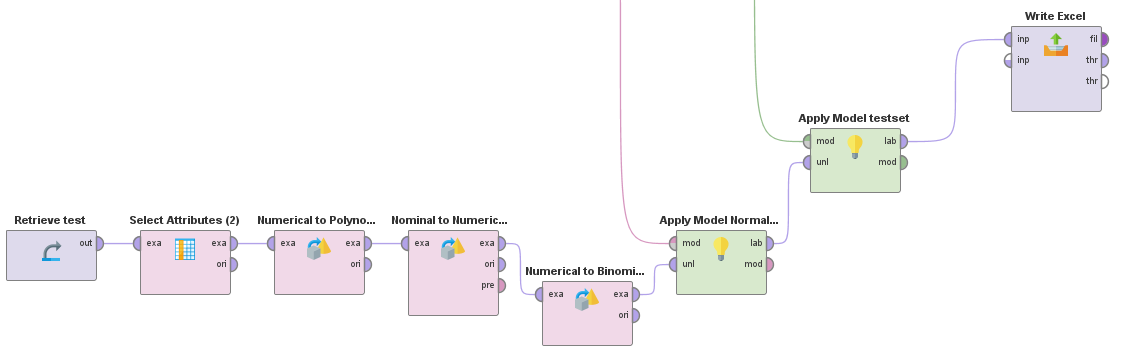 Write Excel
inp fil
inp thr
thr
Apply Model testset
mod lab
unl mod
Retrieve test
out
Select Attributes (2)
exa exa
ori
Numerical to Polyno...
exa exa
ori
Nominal to Numeric...
exa exa
ori
pre
Numerical to Binomi...
exa exa
ori
Apply Model Normal...
mod lab
unl mod